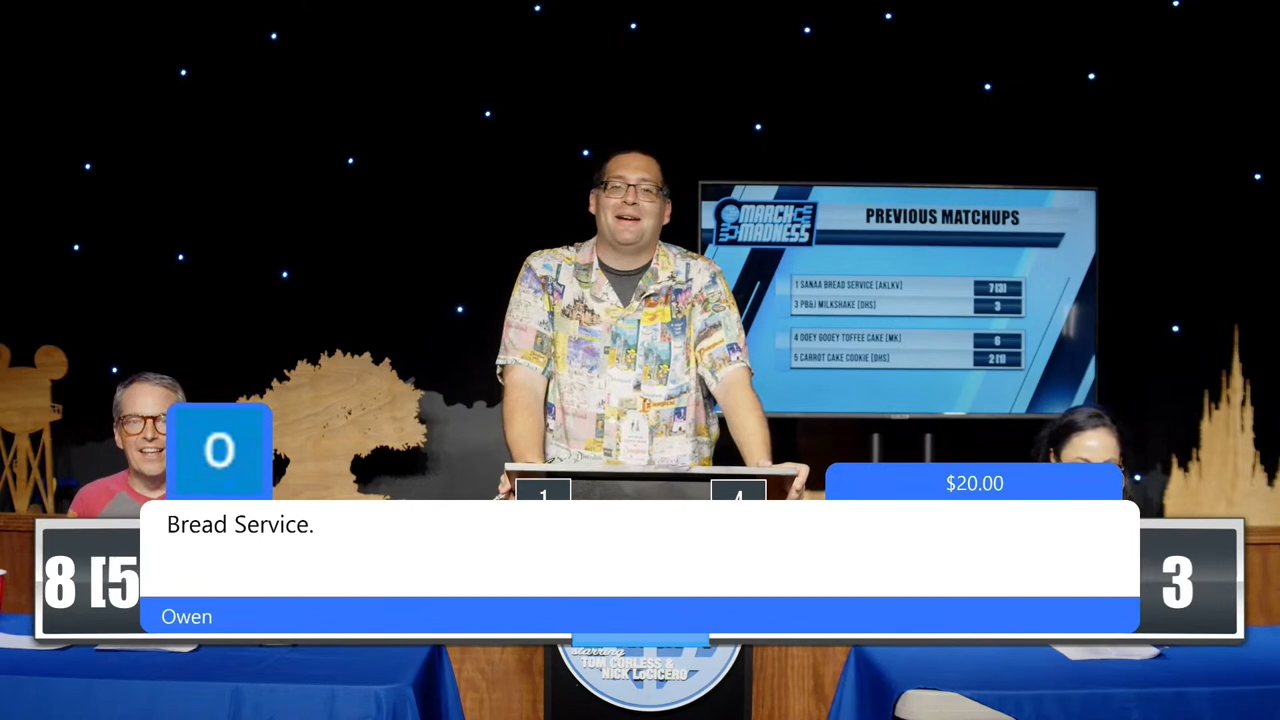 MARCH
MADNESS
PREVIOUS MATCHUPS
1 SANAA BREAD SERVICE [AKLKV] 7 [3]
3 PB&J MILKSHAKE [DHS] 3
4 OOEY GOOEY TOFFEE CAKE [MK] 6
5 CARROT CAKE COOKIE [DHS] 2 [1]
O
1
4
$20.00
Bread Service.
8 [5
3
Owen
starring
TOM CORLESS &
NICK LoCICERO